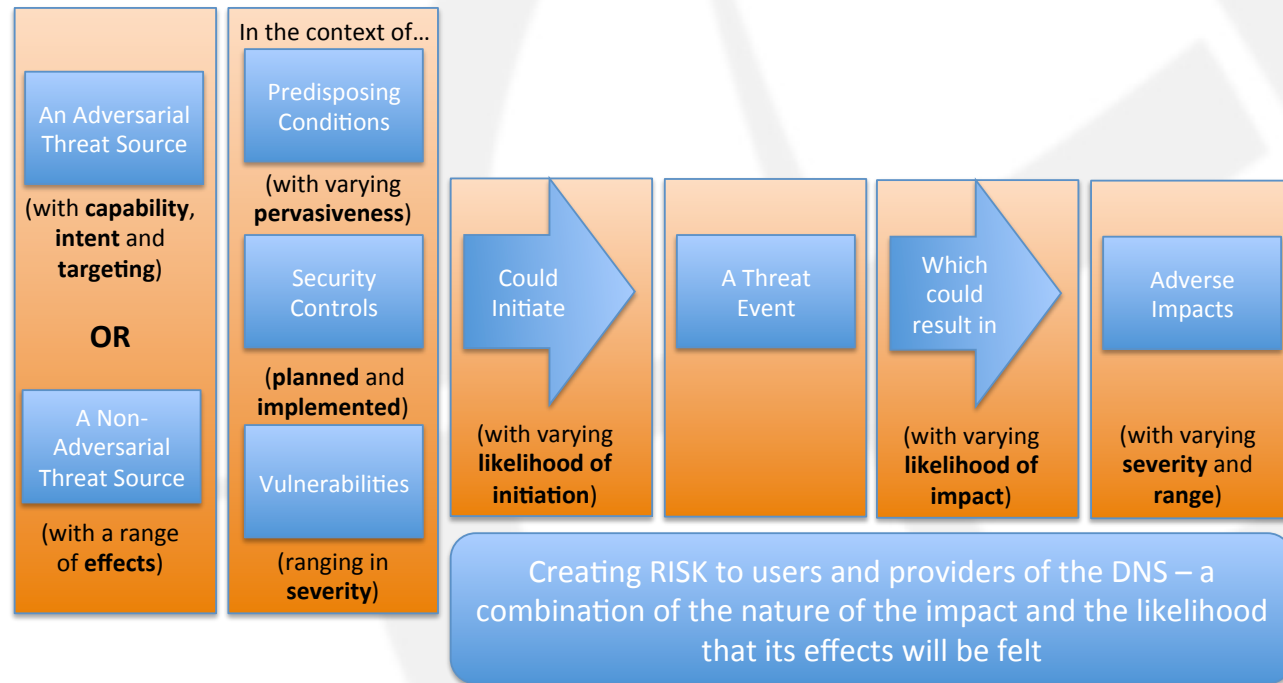 An Adversarial
Threat Source
(with capability,
intent and
targeting)
OR
A Non-
Adversarial
Threat Source
(with a range
of effects)
In the context of…
Predisposing
Conditions
(with varying
pervasiveness)
Security
Controls
(planned and
implemented)
Vulnerabilities
(ranging in
severity)
Could
Initiate
(with varying
likelihood of
initiation)
A Threat
Event
Which
could
result in
(with varying
likelihood of
impact)
Adverse
Impacts
(with varying
severity and
range)
Creating RISK to users and providers of the DNS – a
combination of the nature of the impact and the likelihood
that its effects will be felt